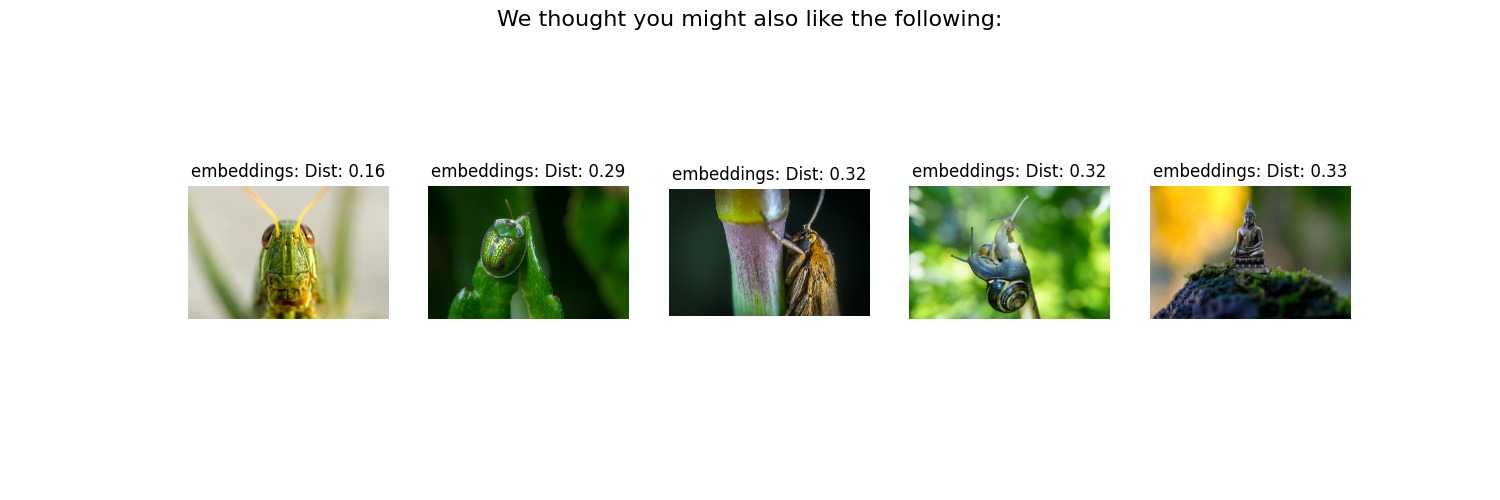 We thought you might also like the following:
embeddings: Dist: 0.16
embeddings: Dist: 0.29
embeddings: Dist: 0.32
embeddings: Dist: 0.32
embeddings: Dist: 0.33